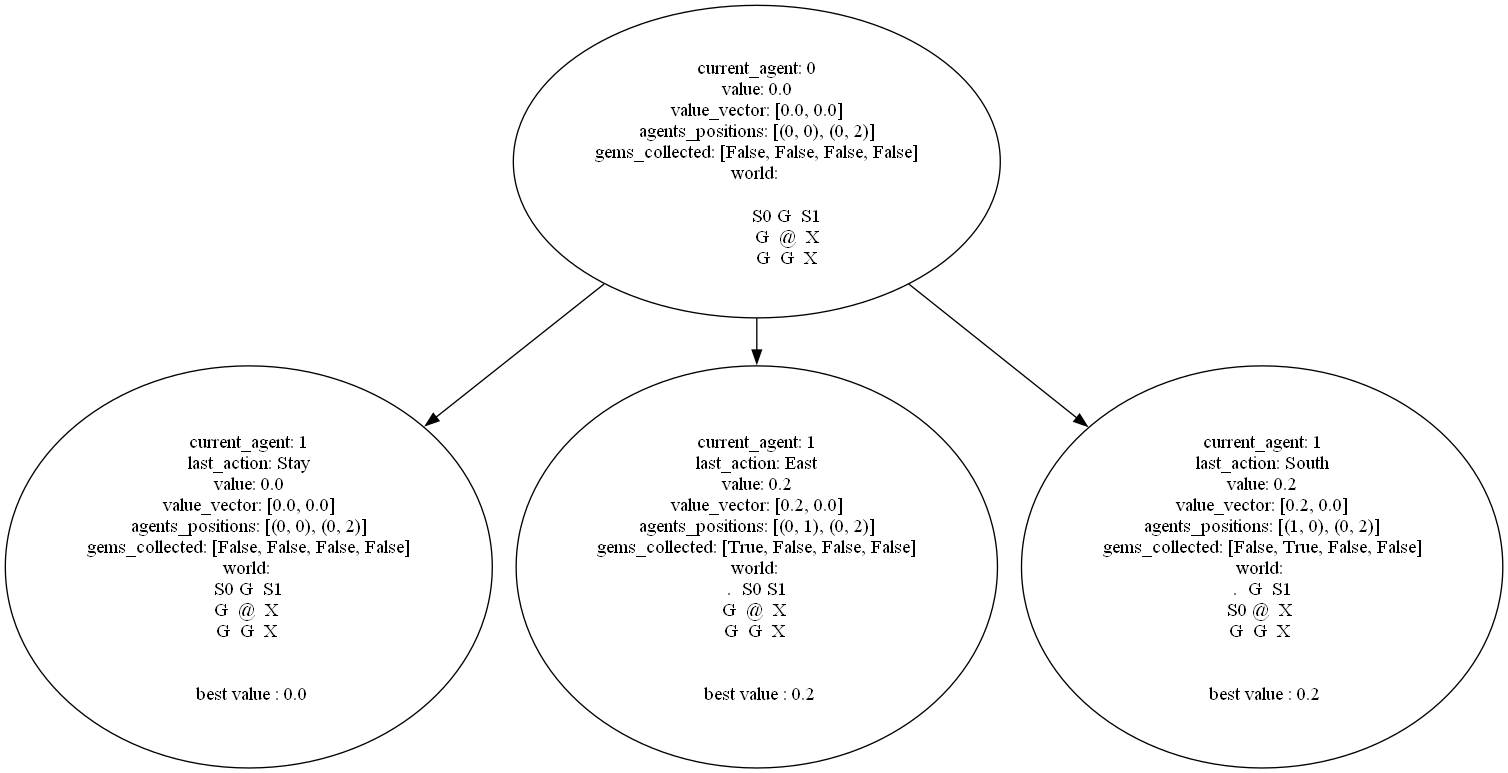 current_agent: 0
value: 0.0
value_vector: [0.0, 0.0]
agents_positions: [(0, 0), (0, 2)]
gems_collected: [False, False, False, False]
world:
S0 G  S1
G  @  X
G  G  X
current_agent: 1
last_action: Stay
value: 0.0
value_vector: [0.0, 0.0]
agents_positions: [(0, 0), (0, 2)]
gems_collected: [False, False, False, False]
world:
S0 G  S1
G  @  X
G  G  X
best value : 0.0
current_agent: 1
last_action: East
value: 0.2
value_vector: [0.2, 0.0]
agents_positions: [(0, 1), (0, 2)]
gems_collected: [True, False, False, False]
world:
.  S0 S1
G  @  X
G  G  X
best value : 0.2
current_agent: 1
last_action: South
value: 0.2
value_vector: [0.2, 0.0]
agents_positions: [(1, 0), (0, 2)]
gems_collected: [False, True, False, False]
world:
.  G  S1
S0 @  X
G  G  X
best value : 0.2